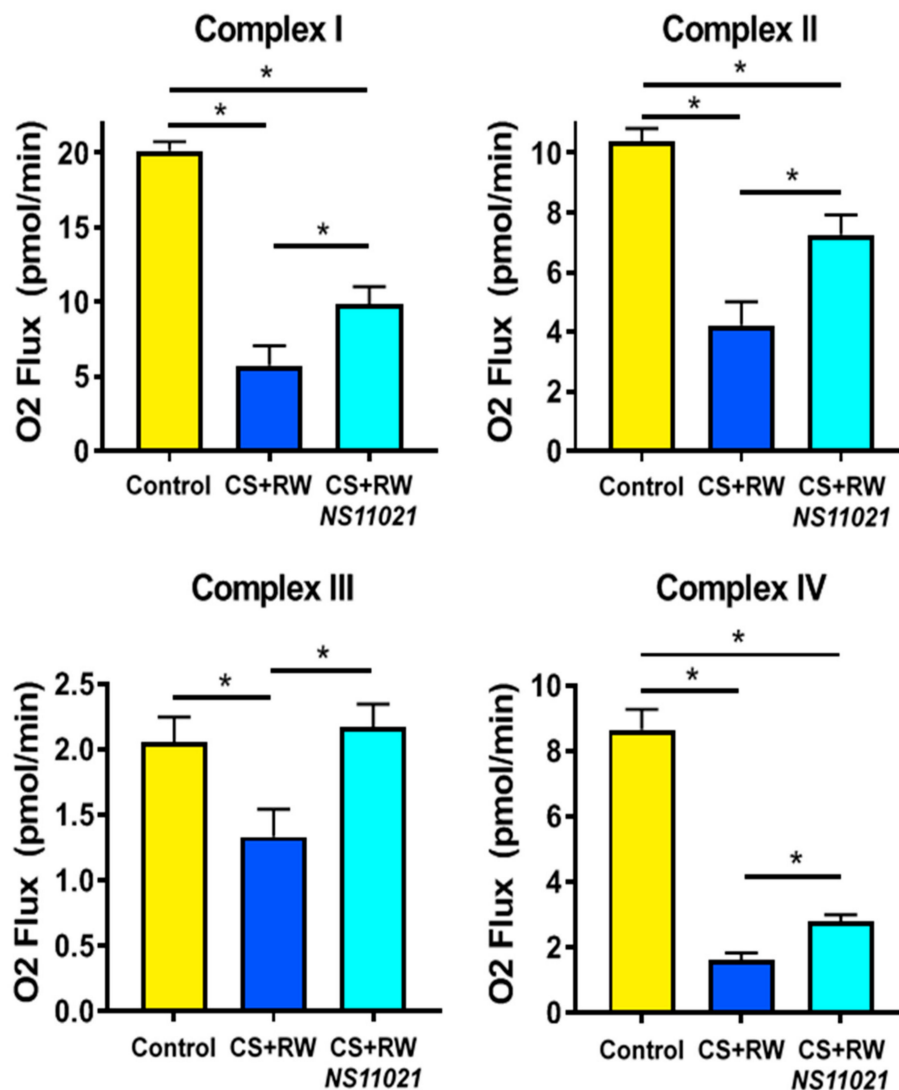 Complex I
*
*
*
O2 Flux (pmol/min)
20
15
10
5
0
Control
CS+RW
CS+RW
NS11021
Complex II
*
*
*
O2 Flux (pmol/min)
10
8
6
4
2
0
Control
CS+RW
CS+RW
NS11021
Complex III
*
*
O2 Flux (pmol/min)
2.5
2.0
1.5
1.0
0.5
0.0
Control
CS+RW
CS+RW
NS11021
Complex IV
*
*
*
O2 Flux (pmol/min)
10
8
6
4
2
0
Control
CS+RW
CS+RW
NS11021